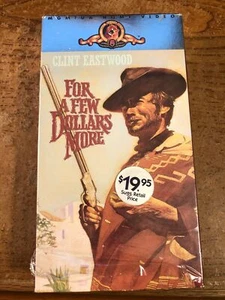 CLINT EASTWOOD
FOR
A FEW
DOLLARS
MORE
$19.95
Sugg Retail
Price